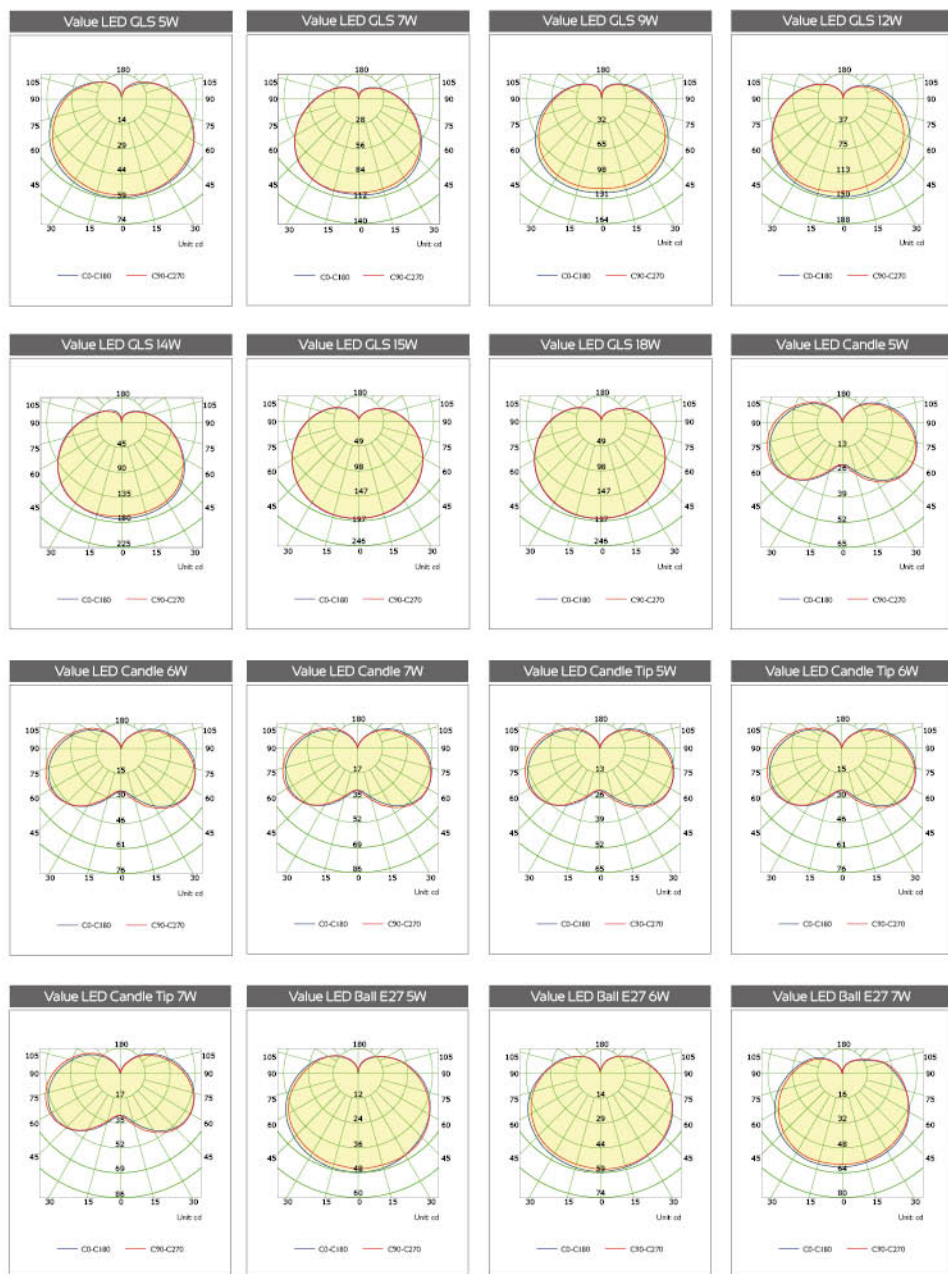 Value LED GLS 5W
180
105 105
90 90
14
75 75
29
60 60
44
45 45
59
74
30 15 0 15 30
Unit: cd
C0-C180 C90-C270
Value LED GLS 7W
180
105 105
90 90
28
75 75
56
60 60
84
45 45
112
140
30 15 0 15 30
Unit: cd
C0-C180 C90-C270
Value LED GLS 9W
180
105 105
90 90
32
75 75
65
60 60
98
45 45
131
164
30 15 0 15 30
Unit: cd
C0-C180 C90-C270
Value LED GLS 12W
180
105 105
90 90
37
75 75
75
60 60
113
45 45
150
188
30 15 0 15 30
Unit: cd
C0-C180 C90-C270
Value LED GLS 14W
180
105 105
90 90
45
75 75
90
60 60
135
45 45
180
225
30 15 0 15 30
Unit: cd
C0-C180 C90-C270
Value LED GLS 15W
180
105 105
90 90
49
75 75
98
60 60
147
45 45
197
246
30 15 0 15 30
Unit: cd
C0-C180 C90-C270
Value LED GLS 18W
180
105 105
90 90
49
75 75
98
60 60
147
45 45
197
246
30 15 0 15 30
Unit: cd
C0-C180 C90-C270
Value LED Candle 5W
180
105 105
90 90
13
75 75
26
60 60
39
45 45
52
65
30 15 0 15 30
Unit: cd
C0-C180 C90-C270
Value LED Candle 6W
180
105 105
90 90
15
75 75
30
60 60
46
45 45
61
76
30 15 0 15 30
Unit: cd
C0-C180 C90-C270
Value LED Candle 7W
180
105 105
90 90
17
75 75
35
60 60
52
45 45
69
86
30 15 0 15 30
Unit: cd
C0-C180 C90-C270
Value LED Candle Tip 5W
180
105 105
90 90
13
75 75
26
60 60
39
45 45
52
65
30 15 0 15 30
Unit: cd
C0-C180 C90-C270
Value LED Candle Tip 6W
180
105 105
90 90
15
75 75
30
60 60
46
45 45
61
76
30 15 0 15 30
Unit: cd
C0-C180 C90-C270
Value LED Candle Tip 7W
180
105 105
90 90
17
75 75
35
60 60
52
45 45
69
86
30 15 0 15 30
Unit: cd
C0-C180 C90-C270
Value LED Ball E27 5W
180
105 105
90 90
12
75 75
24
60 60
36
45 45
48
60
30 15 0 15 30
Unit: cd
C0-C180 C90-C270
Value LED Ball E27 6W
180
105 105
90 90
14
75 75
29
60 60
44
45 45
59
74
30 15 0 15 30
Unit: cd
C0-C180 C90-C270
Value LED Ball E27 7W
180
105 105
90 90
16
75 75
32
60 60
48
45 45
64
80
30 15 0 15 30
Unit: cd
C0-C180 C90-C270